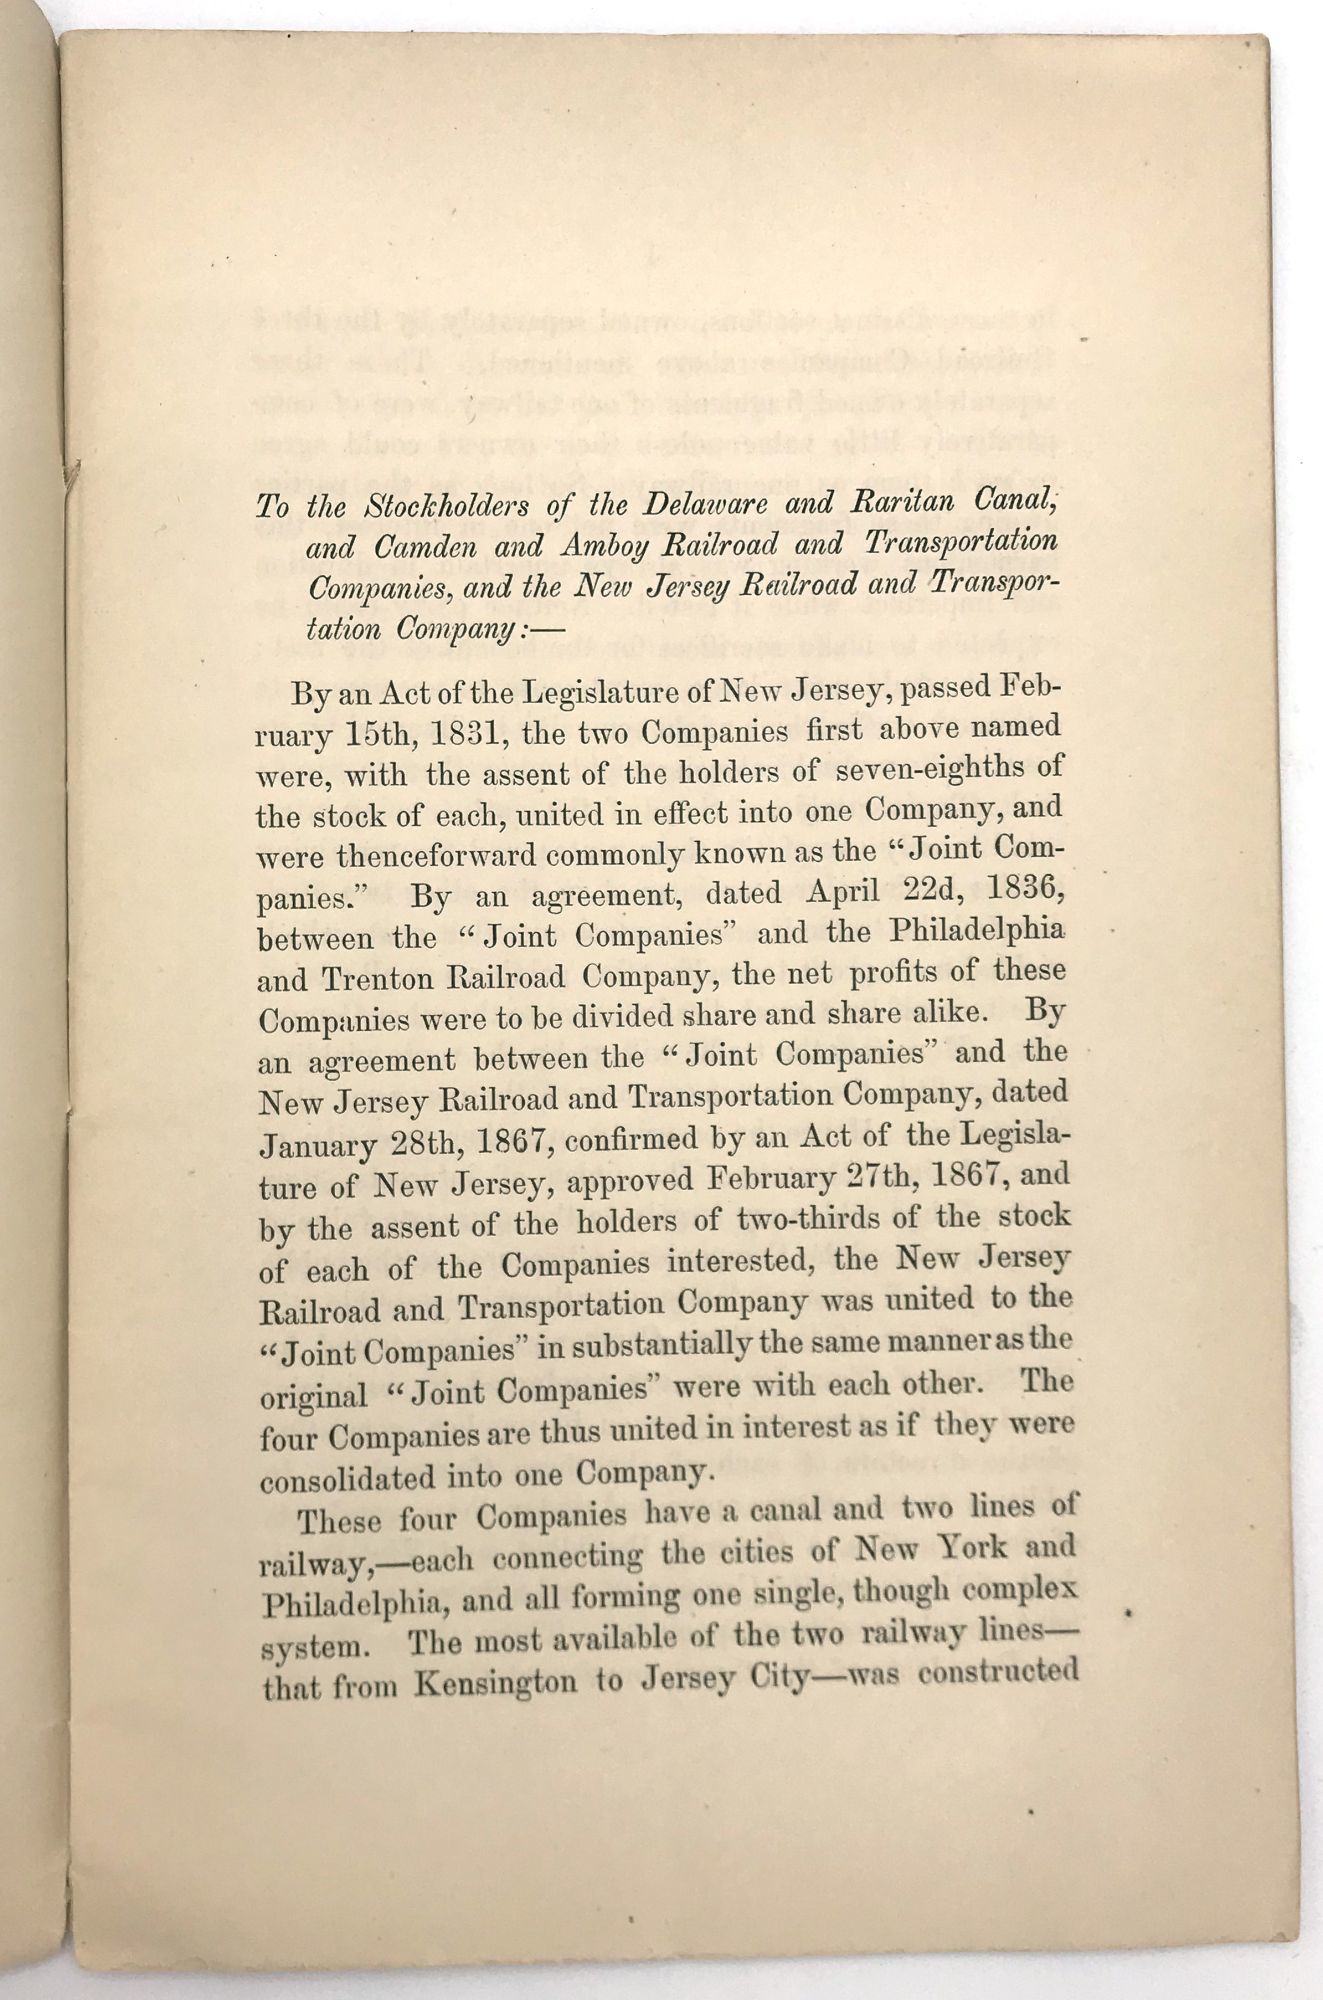 To the Stockholders of the Delaware and Raritan Canal,
and Camden and Amboy Railroad and Transportation
Companies, and the New Jersey Railroad and Transpor-
tation Company:—
By an Act of the Legislature of New Jersey, passed Feb-
ruary 15th, 1831, the two Companies first above named
were, with the assent of the holders of seven-eighths of
the stock of each, united in effect into one Company, and
were thenceforward commonly known as the “Joint Com-
panies.” By an agreement, dated April 22d, 1836,
between the “Joint Companies” and the Philadelphia
and Trenton Railroad Company, the net profits of these
Companies were to be divided share and share alike. By
an agreement between the “Joint Companies” and the
New Jersey Railroad and Transportation Company, dated
January 28th, 1867, confirmed by an Act of the Legisla-
ture of New Jersey, approved February 27th, 1867, and
by the assent of the holders of two-thirds of the stock
of each of the Companies interested, the New Jersey
Railroad and Transportation Company was united to the
“Joint Companies” in substantially the same manner as the
original “Joint Companies” were with each other. The
four Companies are thus united in interest as if they were
consolidated into one Company.
These four Companies have a canal and two lines of
railway,—each connecting the cities of New York and
Philadelphia, and all forming one single, though complex
system. The most available of the two railway lines—
that from Kensington to Jersey City—was constructed